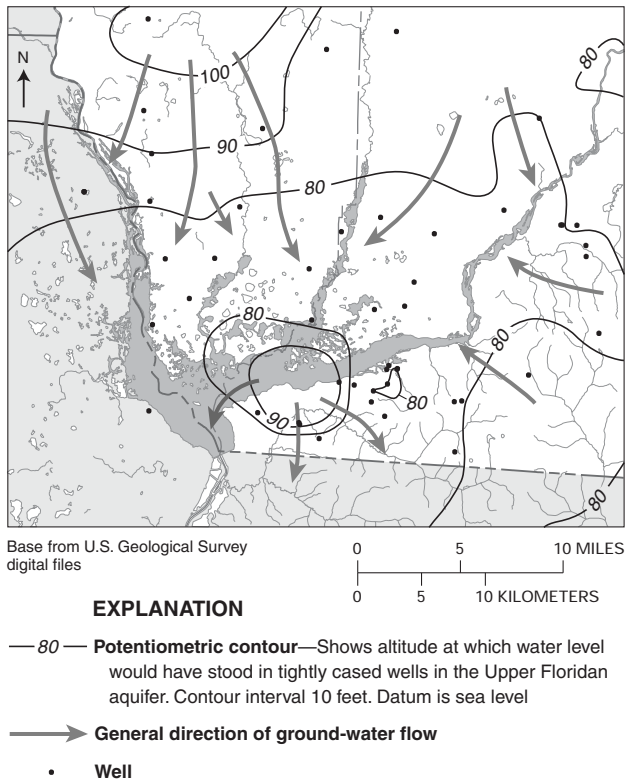 80
100
N
90
80
80
80
90
80
80
Base from U.S. Geological Survey
digital files
0 5 10 MILES
0 5 10 KILOMETERS
EXPLANATION
80 Potentiometric contour—Shows altitude at which water level
would have stood in tightly cased wells in the Upper Floridan
aquifer. Contour interval 10 feet. Datum is sea level
General direction of ground-water flow
Well